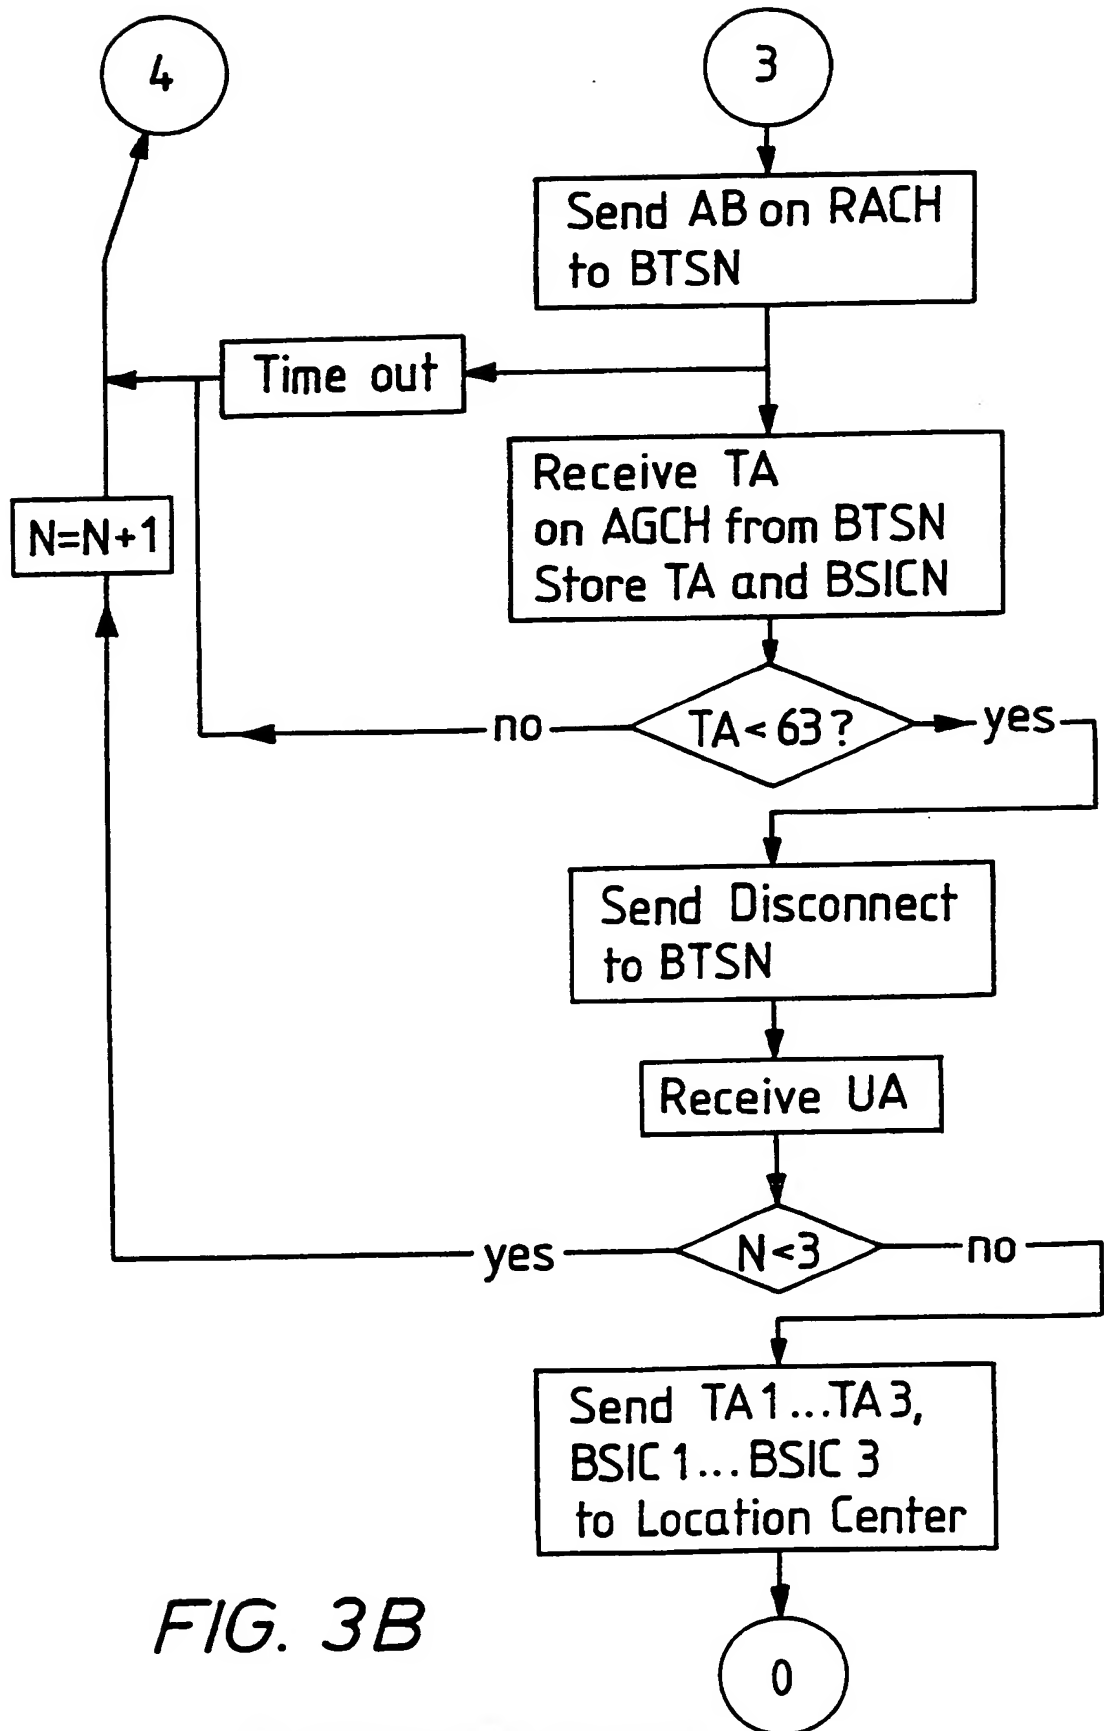 4
3
Send AB on RACH
to BTSN
Time out
Receive TA
on AGCH from BTSN
Store TA and BSICN
N=N+1
no
TA<63?
yes
Send Disconnect
to BTSN
Receive UA
yes
N<3
no
Send TA1...TA3,
BSIC1...BSIC3
to Location Center
FIG. 3B
0